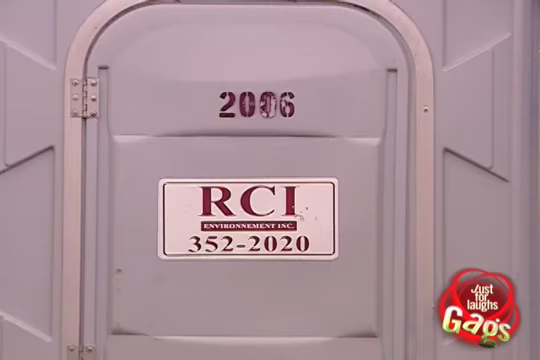 2006
RCI
ENVIRONNEMENT INC.
352-2020
Just
for
laughs
Gags